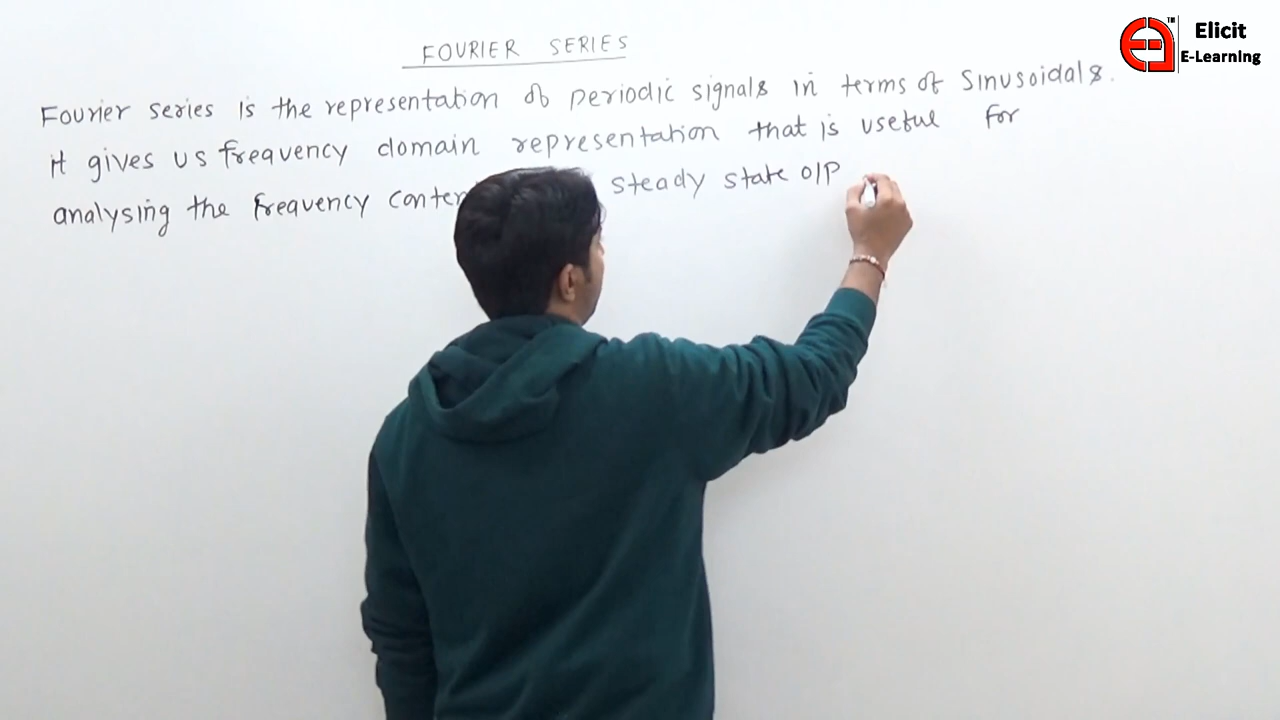 FOURIER SERIES
Fourier series is the representation of periodic signals in terms of Sinusoidals.
it gives us frequency domain representation that is useful for
analysing the frequency steady state O/P
TM
Elicit
E-Learning